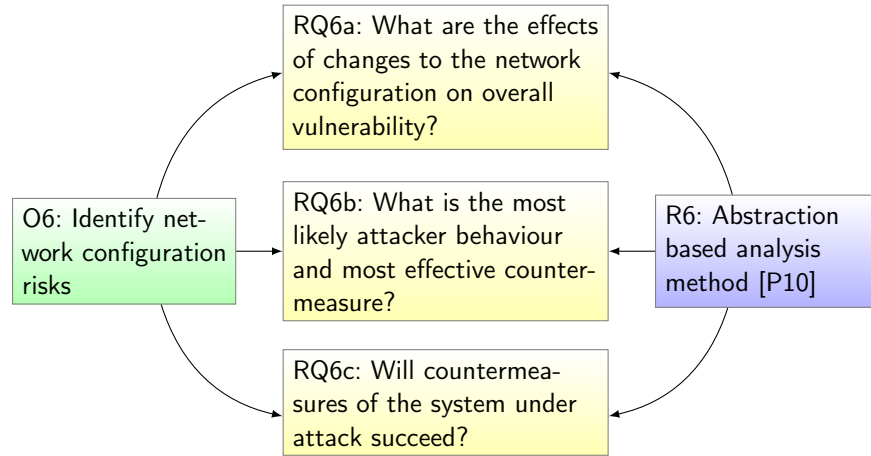 RQ6a: What are the effects
of changes to the network
configuration on overall
vulnerability?
O6: Identify net-
work configuration
risks
RQ6b: What is the most
likely attacker behaviour
and most effective counter-
measure?
R6: Abstraction
based analysis
method [P10]
RQ6c: Will countermea-
sures of the system under
attack succeed?